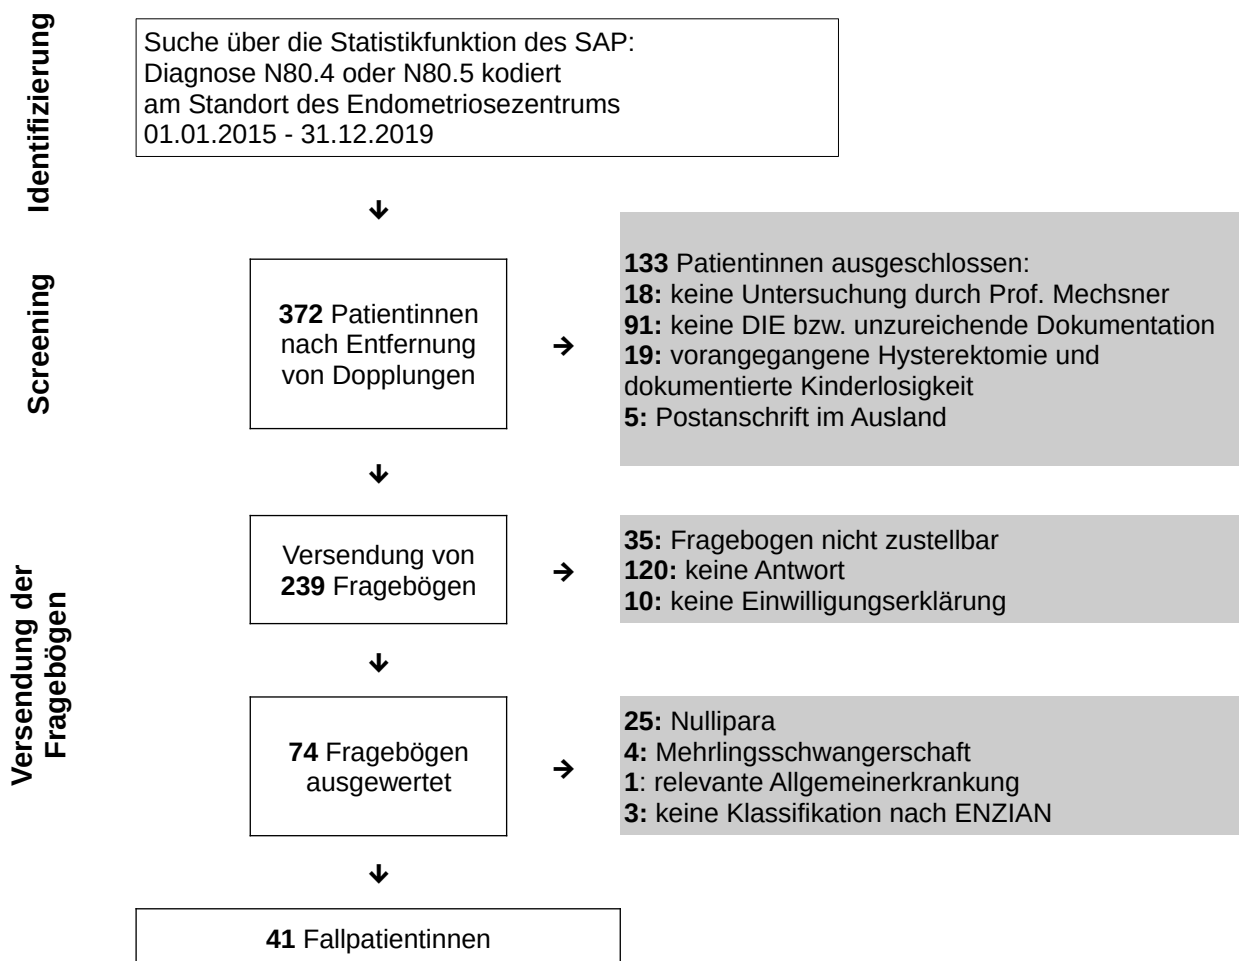 Identifizierung
Suche über die Statistikfunktion des SAP:
Diagnose N80.4 oder N80.5 kodiert
am Standort des Endometriosezentrums
01.01.2015 - 31.12.2019
Screening
372 Patientinnen
nach Entfernung
von Dopplungen
133 Patientinnen ausgeschlossen:
18: keine Untersuchung durch Prof. Mechsner
91: keine DIE bzw. unzureichende Dokumentation
19: vorangegangene Hysterektomie und
dokumentierte Kinderlosigkeit
5: Postanschrift im Ausland
Versendung der
Fragebögen
Versendung von
239 Fragebögen
35: Fragebogen nicht zustellbar
120: keine Antwort
10: keine Einwilligungserklärung
74 Fragebögen
ausgewertet
25: Nullipara
4: Mehrlingsschwangerschaft
1: relevante Allgemeinerkrankung
3: keine Klassifikation nach ENZIAN
41 Fallpatientinnen